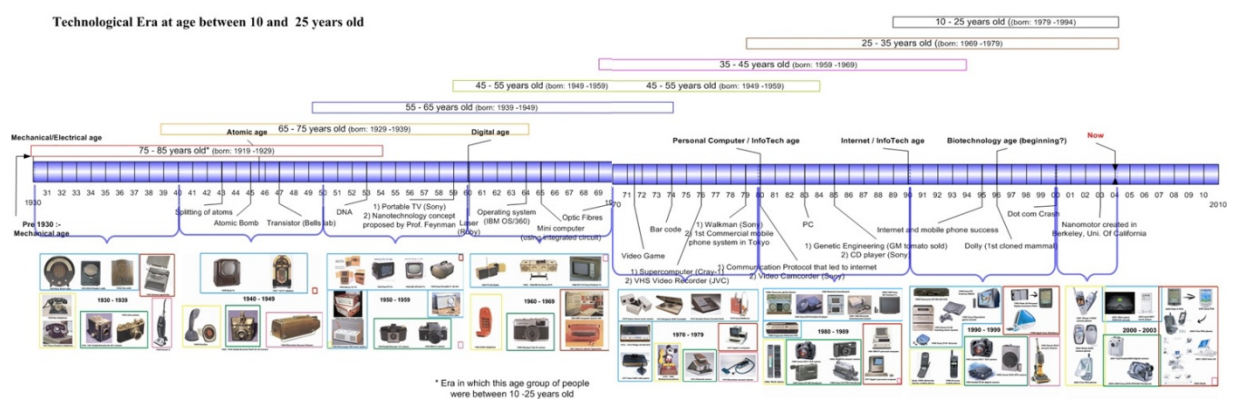 Technological Era at age between 10 and 25 years old
10 - 25 years old ((born: 1979 -1994)
25 - 35 years old ((born: 1969 -1979)
35 - 45 years old (born: 1959 -1969)
45 - 55 years old (born: 1949 -1959)
45 - 55 years old (born: 1949 -1959)
55 - 65 years old (born: 1939 -1949)
65 - 75 years old (born: 1929 -1939)
75 - 85 years old* (born: 1919 -1929)
Mechanical/Electrical age
Atomic age
Digital age
Personal Computer / InfoTech age
Internet / InfoTech age
Biotechnology age (beginning?)
Now
1930
31 32 33 34 35 36 37 38 39 40 41 42 43 44 45 46 47 48 49 50 51 52 53 54 55 56 57 58 59 60 61 62 63 64 65 66 67 68 69
70 71 72 73 74 75 76 77 78 79 80 81 82 83 84 85 86 87 88 89 90 91 92 93 94 95 96 97 98 99 00 01 02 03 04 05 06 07 08 09 10
2010
Pre 1930 :-
Mechanical age
Splitting of atoms
Atomic Bomb
Transistor (Bells lab)
DNA
1) Portable TV (Sony)
2) Nanotechnology concept
proposed by Prof. Feynman
Laser
(Ruby)
Operating system
(IBM OS/360)
Mini computer
(using integrated circuit)
Optic Fibres
Video Game
Bar code
1) Supercomputer (Cray-1)
2) VHS Video Recorder (JVC)
1) Walkman (Sony)
2) 1st Commercial mobile
phone system in Tokyo
1) Communication Protocol that led to internet
2) Video Camcorder (Sony)
PC
1) Genetic Engineering (GM tomato sold)
2) CD player (Sony)
Internet and mobile phone success
Dolly (1st cloned mammal)
Dot com Crash
Nanomotor created in
Berkeley, Uni. Of California
1930 - 1939
1940 - 1949
1950 - 1959
1960 - 1969
1970 - 1979
1980 - 1989
1990 - 1999
2000 - 2003
* Era in which this age group of people
were between 10 -25 years old